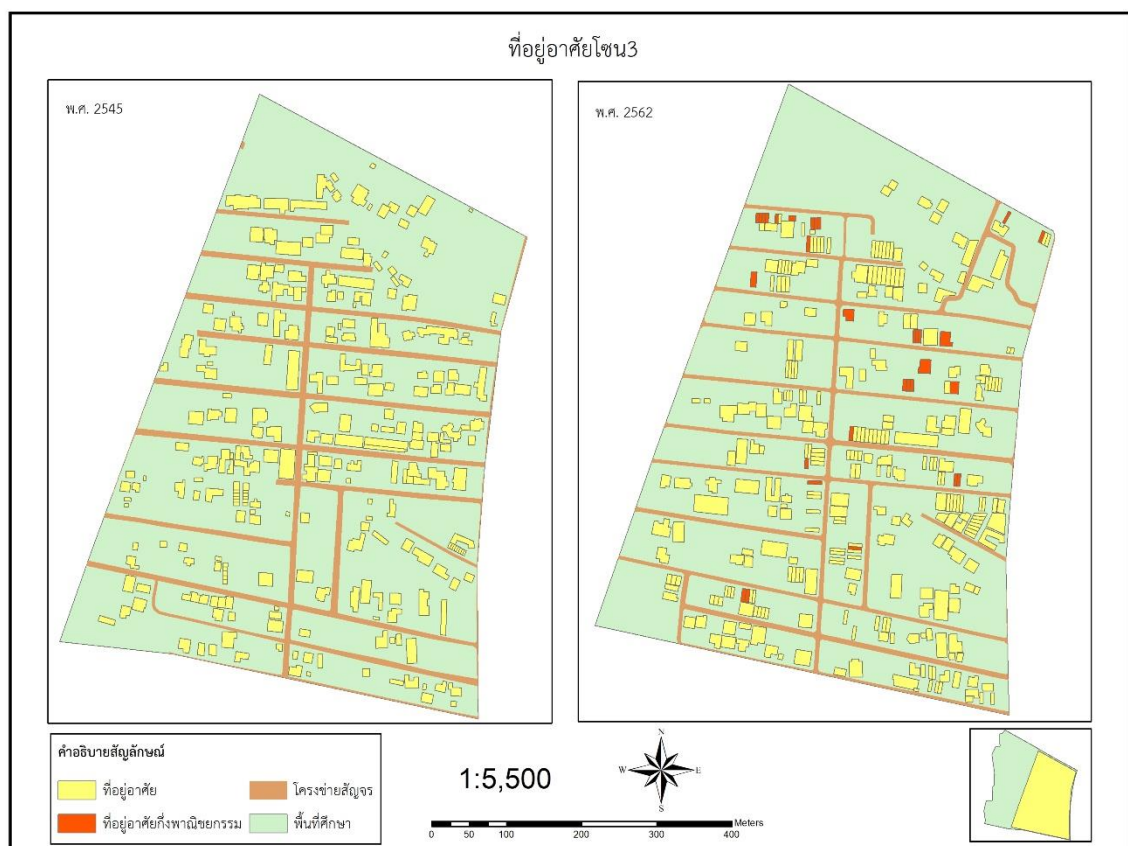 ที่อยู่อาศัยโซน3
พ.ศ. 2545
พ.ศ. 2562
คำอธิบายสัญลักษณ์
ที่อยู่อาศัย
โครงข่ายสัญจร
ที่อยู่อาศัยกึ่งพาณิชยกรรม
พื้นที่ศึกษา
1:5,500
N
W E
S
Meters
0 50 100 200 300 400